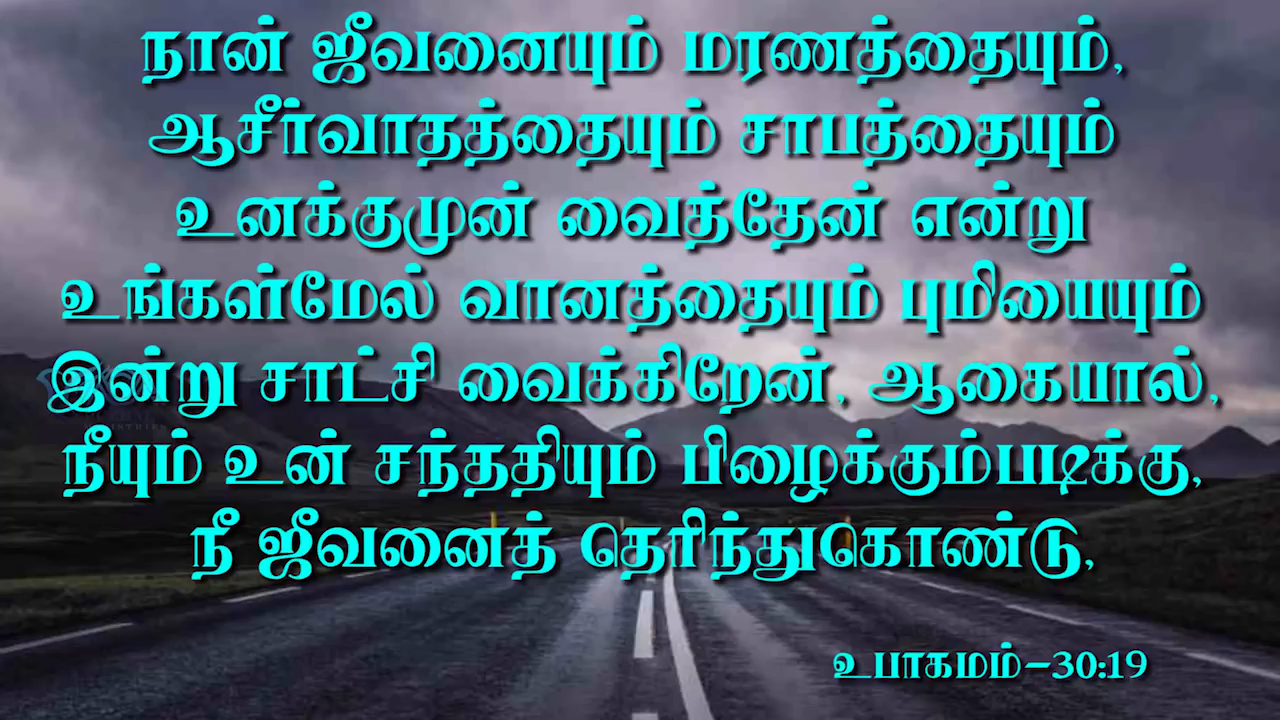 நான் ஜீவனையும் மரணத்தையும்,
ஆசீர்வாதத்தையும் சாபத்தையும்
உனக்குமுன் வைத்தேன் என்று
உங்கள்மேல் வானத்தையும் புமியையும்
இன்று சாட்சி வைக்கிறேன், ஆகையால்,
நீயும் உன் சந்ததியும் பிழைக்கும்படிக்கு,
நீ ஜீவனைத் தெரிந்துகொண்டு,
உபாகமம்-30:19